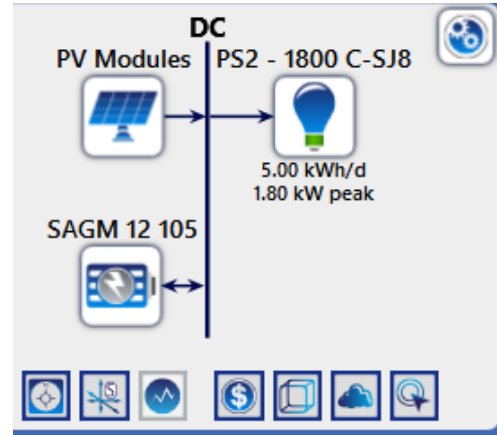 DC
PV Modules
PS2 - 1800 C-SJ8
5.00 kWh/d
1.80 kW peak
SAGM 12 105